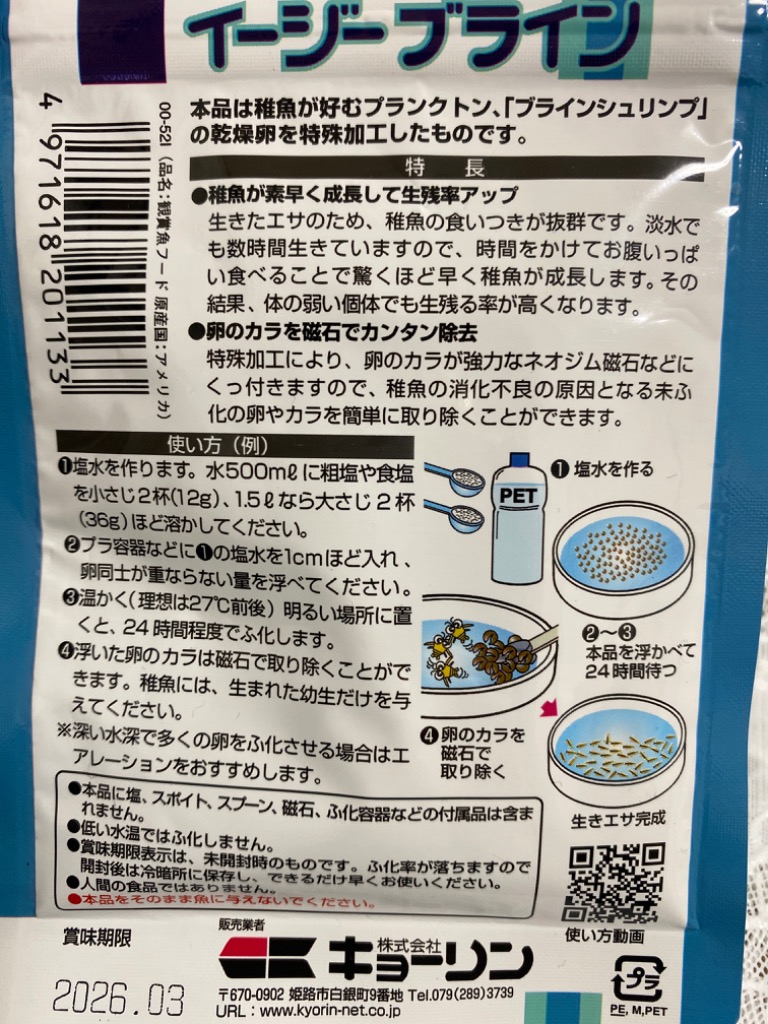 イージーブライン
本品は稚魚が好むプランクトン、「ブラインシュリンプ」
の乾燥卵を特殊加工したものです。
特長
●稚魚が素早く成長して生残率アップ
生きたエサのため、稚魚の食いつきが抜群です。淡水で
も数時間生きていますので、時間をかけてお腹いっぱ
い食べることで驚くほど早く稚魚が成長します。その
結果、体の弱い個体でも生残る率が高くなります。
●卵のカラを磁石でカンタン除去
特殊加工により、卵のカラが強力なネオジム磁石などに
くっ付きますので、稚魚の消化不良の原因となる未ふ
化の卵やカラを簡単に取り除くことができます。
4 971618 201133
00-521 (品名:観賞魚フード 原産国:アメリカ)
使い方(例)
❶塩水を作ります。水500mℓに粗塩や食塩
を小さじ2杯(12g)、1.5ℓなら大さじ2杯
(36g)ほど溶かしてください。
❷プラ容器などに❶の塩水を1cmほど入れ、
卵同士が重ならない量を浮べてください。
❸温かく(理想は27℃前後)明るい場所に置
くと、24時間程度でふ化します。
❹浮いた卵のカラは磁石で取り除くことがで
きます。稚魚には、生まれた幼生だけを与
えてください。
※深い水深で多くの卵をふ化させる場合はエ
アレーションをおすすめします。
PET
❶ 塩水を作る
❷〜❸
本品を浮かべて
24時間待つ
❹ 卵のカラを
磁石で
取り除く
生きエサ完成
●本品に塩、スポイト、スプーン、磁石、ふ化容器などの付属品は含ま
れません。
●低い水温ではふ化しません。
●賞味期限表示は、未開封時のものです。ふ化率が落ちますので
開封後は冷暗所に保存し、できるだけ早くお使いください。
●人間の食品ではありません。
●本品をそのまま魚に与えないでください。
使い方動画
賞味期限
2026.03
販売業者
株式会社
キョーリン
〒670-0902 姫路市白銀町9番地 Tel.079(289)3739
URL:www.kyorin-net.co.jp
プラ
PE, M,PET